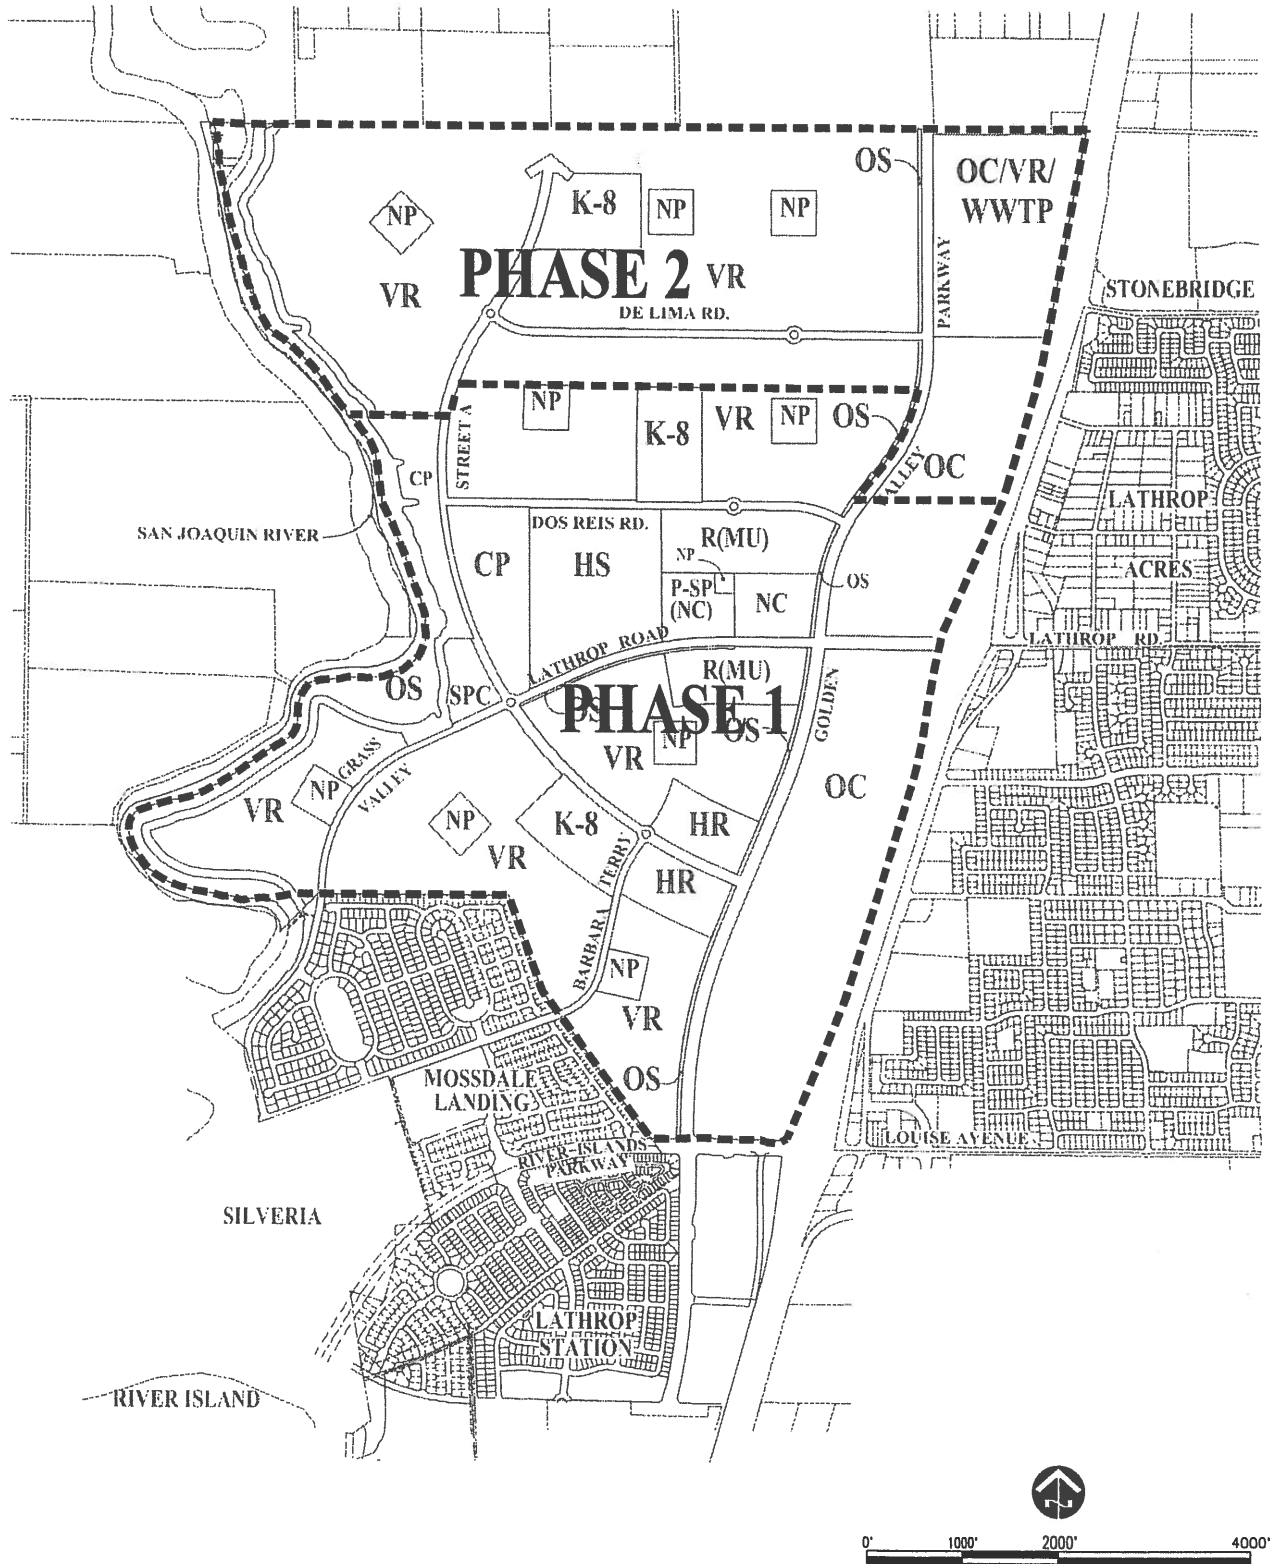 OS
OC/VR/
WWTP
NP
K-8
NP
NP
PHASE 2
VR
VR
PARKWAY
STONEBRIDGE
DE LIMA RD.
NP
K-8
VR
NP
OS
STREET A
CP
VALLEY
OC
LATHROP
ACRES
SAN JOAQUIN RIVER
DOS REIS RD.
R(MU)
CP
HS
NP
P-SP
(NC)
NC
OS
LATHROP RD.
LATHROP ROAD
R(MU)
OS
SPC
GOLDEN
PHASE 1
OS
OS
VR
NP
OC
GRASS
VALLEY
NP
VR
NP
VR
K-8
HR
FERRY
HR
BARBARA
NP
VR
OS
MOSSDALE
LANDING
LOUISE AVENUE
RIVER ISLANDS
PARKWAY
SILVERIA
LATHROP
STATION
RIVER ISLAND
N
0' 1000' 2000' 4000'